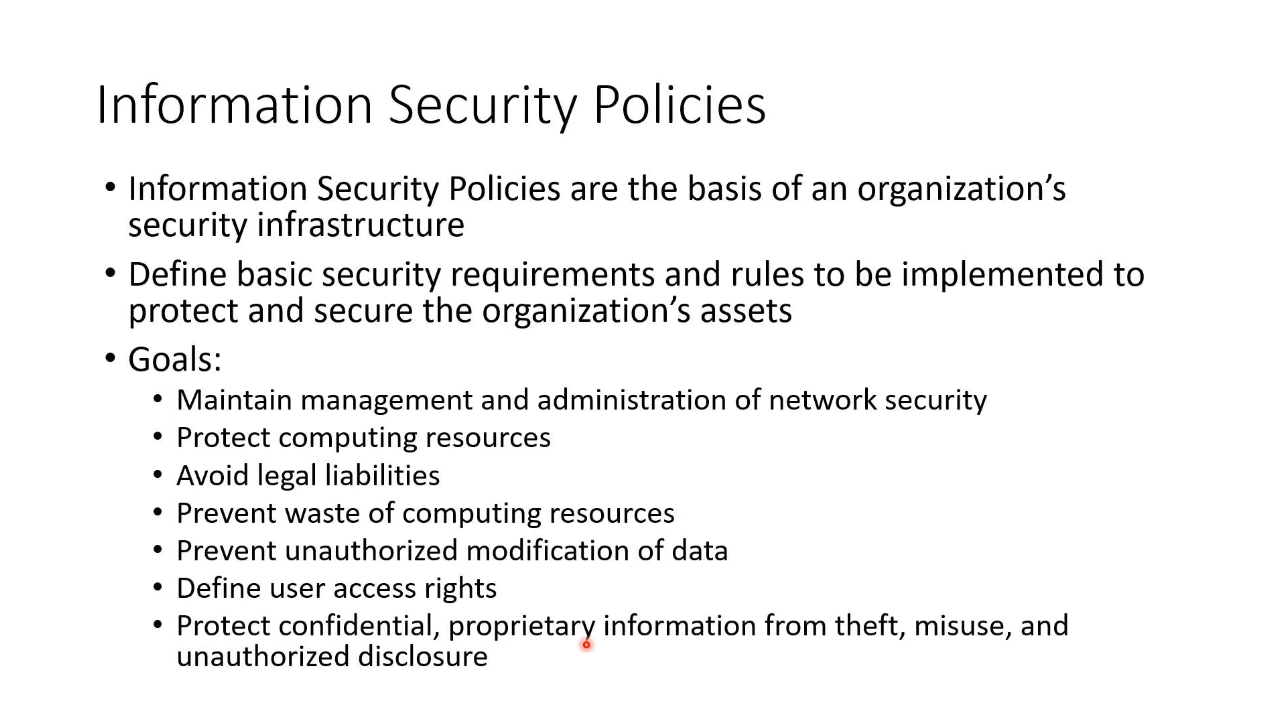 Information Security Policies
• Information Security Policies are the basis of an organization’s
security infrastructure
• Define basic security requirements and rules to be implemented to
protect and secure the organization’s assets
• Goals:
• Maintain management and administration of network security
• Protect computing resources
• Avoid legal liabilities
• Prevent waste of computing resources
• Prevent unauthorized modification of data
• Define user access rights
• Protect confidential, proprietary information from theft, misuse, and
unauthorized disclosure